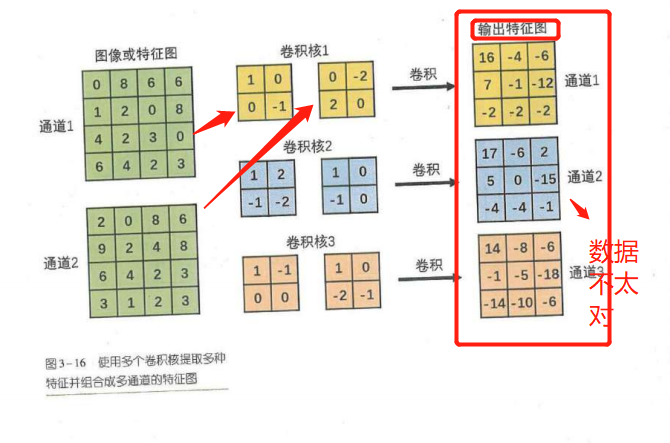 输出特征图
图像或特征图
卷积核1
0 8 6 6
1 2 0 8
4 2 3 0
6 4 2 3
通道1
1 0
0 -1
0 -2
2 0
卷积
16 -4 -6
7 -1 -12
-2 -2 -2
通道1
卷积核2
1 2
-1 -2
1 0
-1 0
卷积
17 -6 2
5 0 -15
-4 -4 -1
通道2
2 0 8 6
9 2 4 8
6 4 2 3
3 1 2 3
通道2
卷积核3
1 -1
0 0
1 0
-2 -1
卷积
14 -8 -6
-1 -5 -18
-14 -10 -6
通道3
数据
不太
对
图3-16 使用多个卷积核提取多种
特征并组合成多通道的特征图